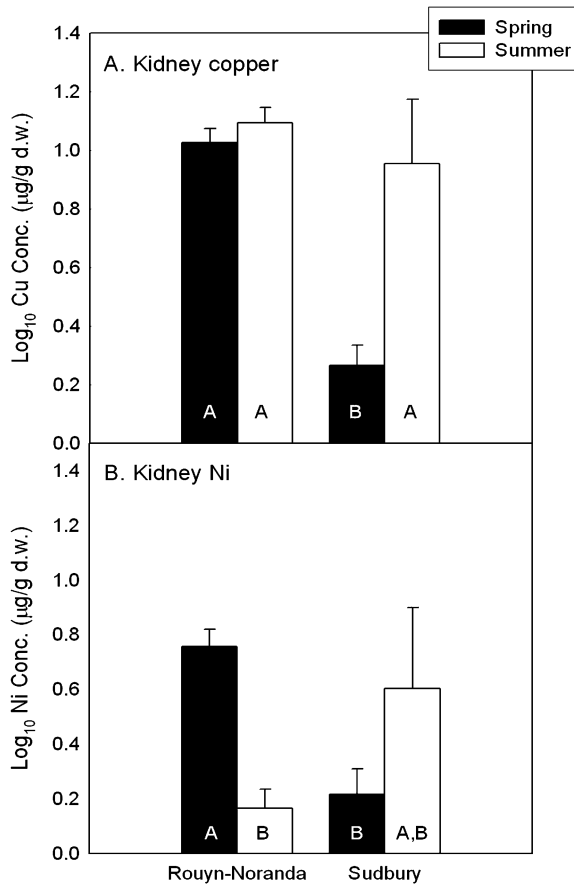 Spring
Summer
A. Kidney copper
Log10 Cu Conc. (µg/g d.w.)
1.4
1.2
1.0
0.8
0.6
0.4
0.2
0.0
A A B A
B. Kidney Ni
Log10 Ni Conc. (µg/g d.w.)
1.4
1.2
1.0
0.8
0.6
0.4
0.2
0.0
A B B A,B
Rouyn-Noranda Sudbury